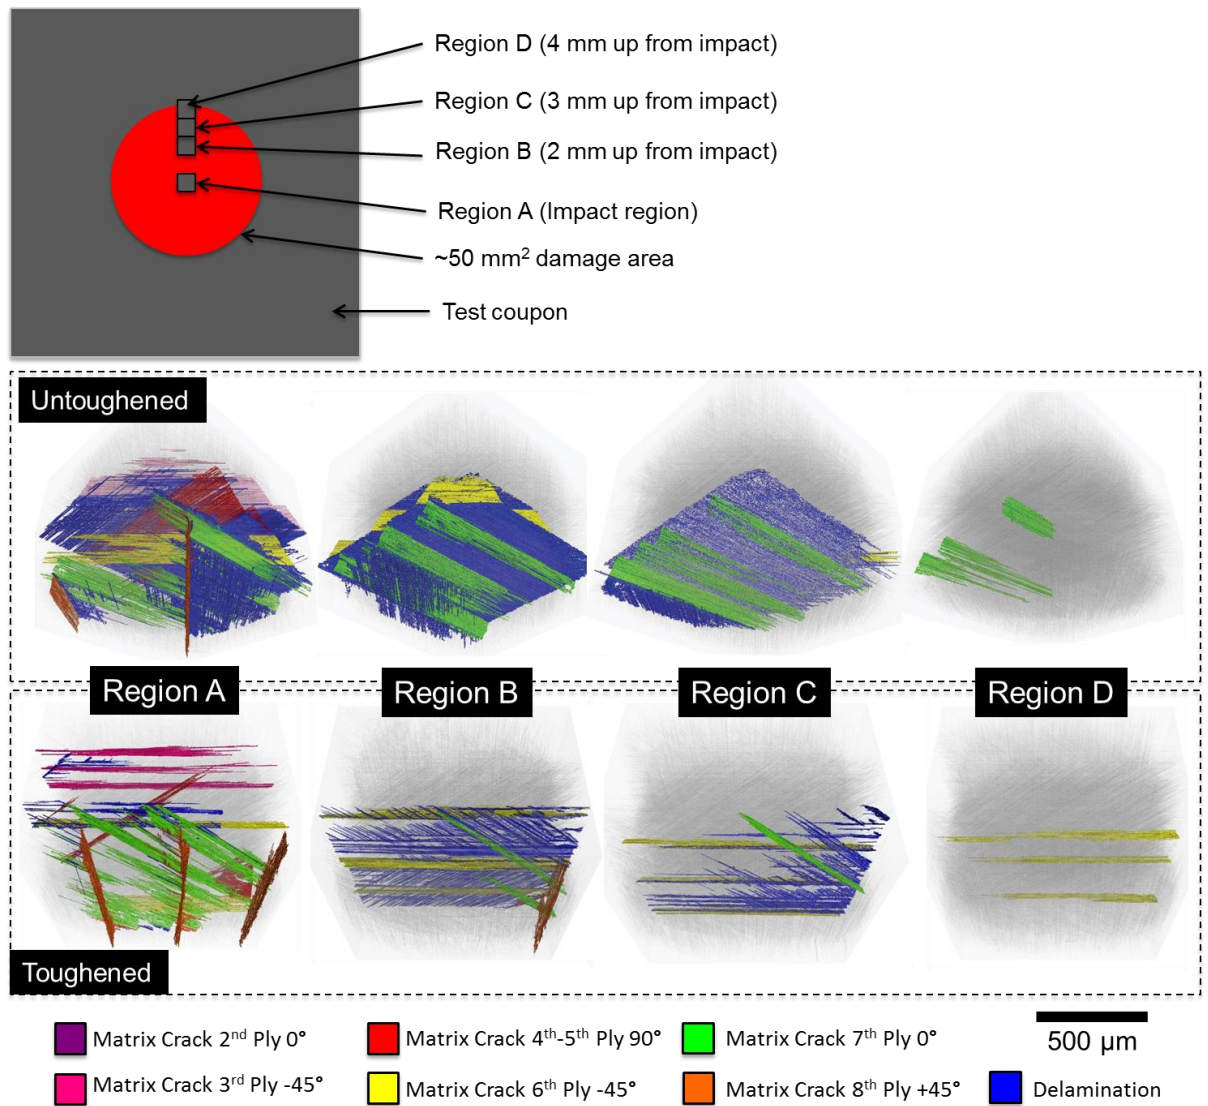 Region D (4 mm up from impact)
Region C (3 mm up from impact)
Region B (2 mm up from impact)
Region A (Impact region)
~50 mm² damage area
Test coupon
Untoughened
Region A
Region B
Region C
Region D
Toughened
Matrix Crack 2nd Ply 0°
Matrix Crack 4th-5th Ply 90°
Matrix Crack 7th Ply 0°
500 µm
Matrix Crack 3rd Ply -45°
Matrix Crack 6th Ply -45°
Matrix Crack 8th Ply +45°
Delamination